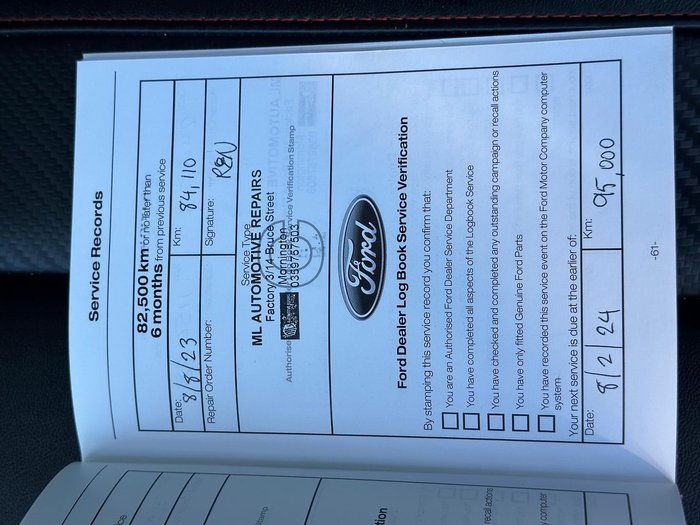 Service Records
82,500 km or no later than
6 months from previous service
Date: 8/8/23
Km: 84,110
Repair Order Number:
Signature:
Service Type
ML AUTOMOTIVE REPAIRS
Factory 3/14 Bruce Street
Mornington
0359767503
Authorised Service Verification Stamp
Ford
Ford Dealer Log Book Service Verification
By stamping this service record you confirm that:
You are an Authorised Ford Dealer Service Department
You have completed all aspects of the Logbook Service
You have checked and completed any outstanding campaign or recall actions
You have only fitted Genuine Ford Parts
You have recorded this service event on the Ford Motor Company computer
system
Your next service is due at the earlier of:
Date: 8/2/24
Km: 95,000
-61-
recall actions
computer